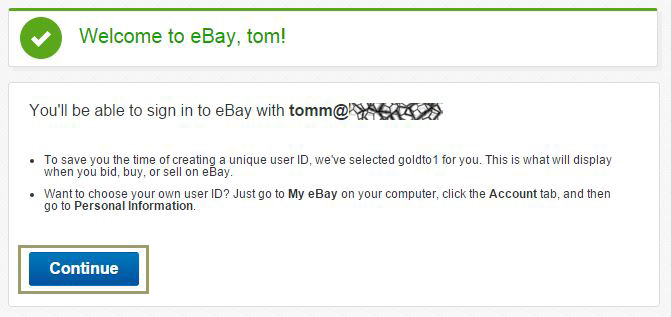 Welcome to eBay, tom!
You'll be able to sign in to eBay with tomm@
To save you the time of creating a unique user ID, we've selected goldto1 for you. This is what will display
when you bid, buy, or sell on eBay.
Want to choose your own user ID? Just go to My eBay on your computer, click the Account tab, and then
go to Personal Information.
Continue